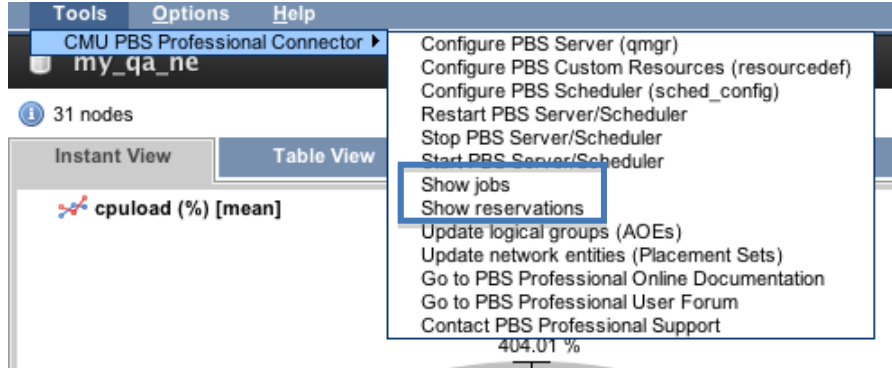 Tools Options Help
CMU PBS Professional Connector
my_qa_ne
31 nodes
Instant View Table View
cpuload (%) [mean]
Configure PBS Server (qmgr)
Configure PBS Custom Resources (resourcedef)
Configure PBS Scheduler (sched_config)
Restart PBS Server/Scheduler
Stop PBS Server/Scheduler
Start PBS Server/Scheduler
Show jobs
Show reservations
Update logical groups (AOEs)
Update network entities (Placement Sets)
Go to PBS Professional Online Documentation
Go to PBS Professional User Forum
Contact PBS Professional Support
404.01 %